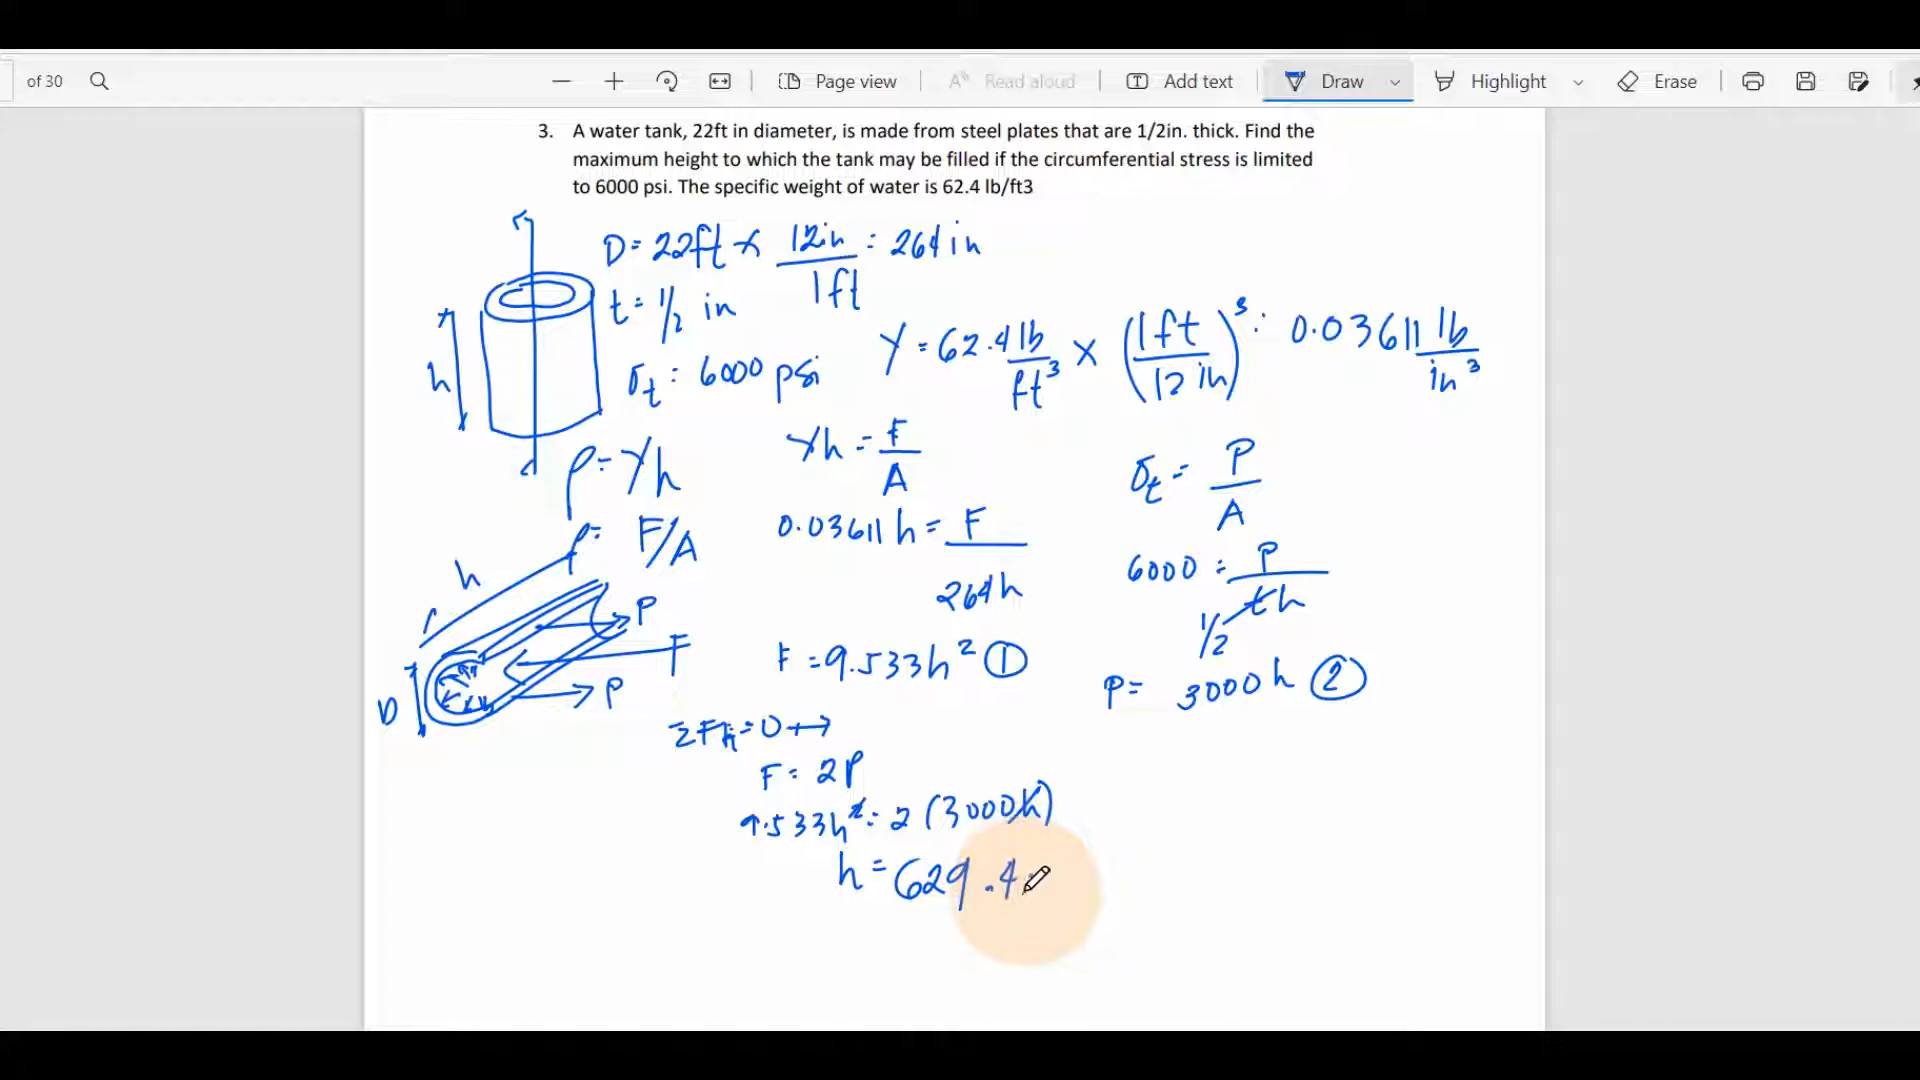 of 30 Page view Read aloud Add text Draw Highlight Erase
3. A water tank, 22ft in diameter, is made from steel plates that are 1/2in. thick. Find the
maximum height to which the tank may be filled if the circumferential stress is limited
to 6000 psi. The specific weight of water is 62.4 lb/ft3
D = 22ft x 12in / 1ft = 264in
t = 1/2 in
σt = 6000 psi
γ = 62.4 lb/ft³ x (1ft / 12in)³ = 0.03611 lb/in³
h
ρ = γh
ρ = F/A
γh = F/A
0.03611h = F / 264h
F = 9.533h² ①
σt = P/A
6000 = P / th
1/2
P = 3000h ②
h
P
F
P
D
ΣFh = 0
F = 2P
9.533h² = 2(3000h)
h = 629.4